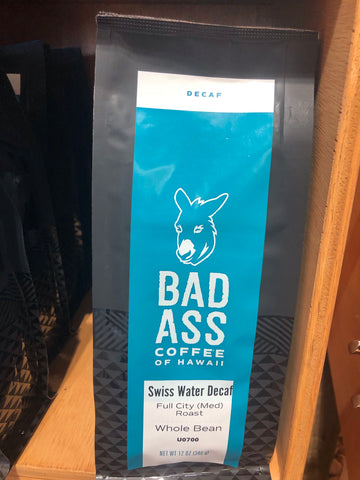 DECAF
BAD
ASS
COFFEE
OF HAWAII
Swiss Water Decaf
Full City (Med)
Roast
Whole Bean
U0700
NET WT 12 OZ (340 g)